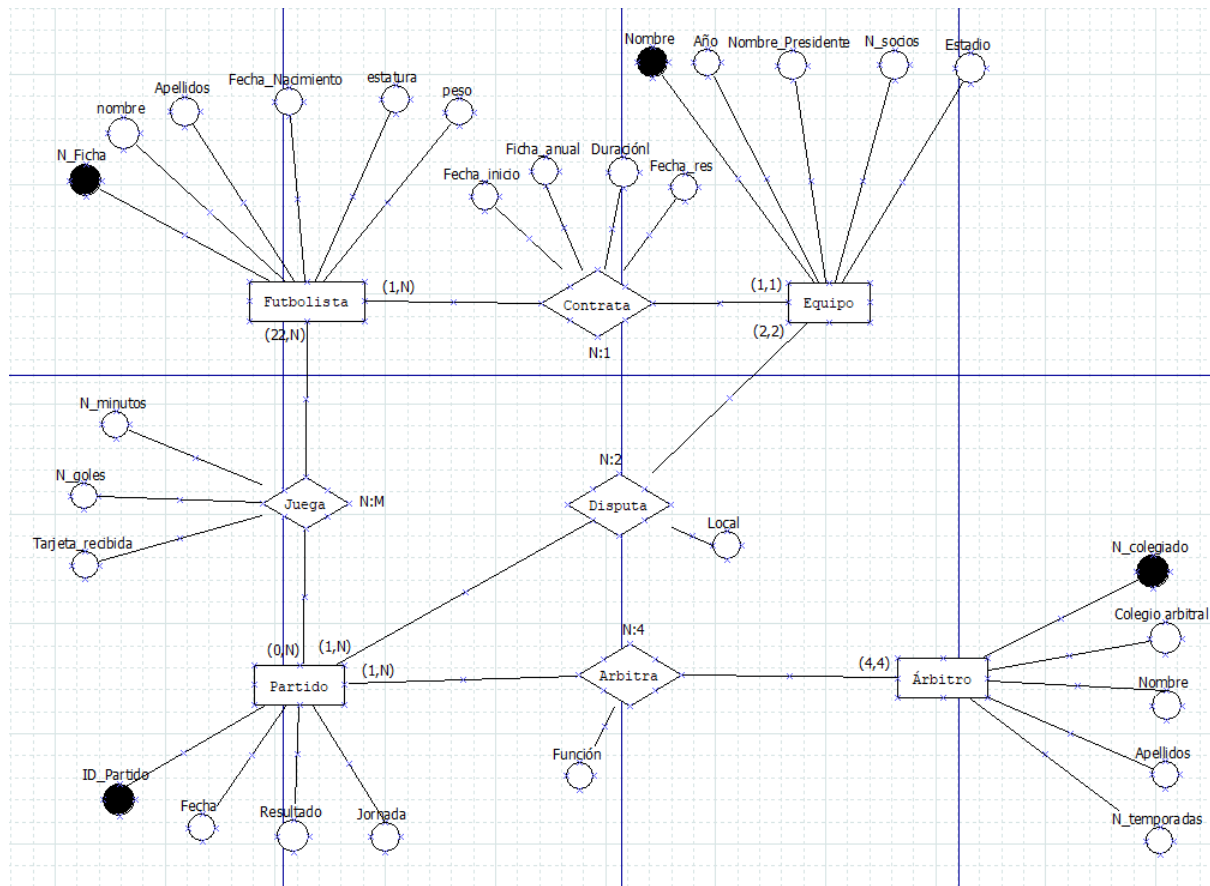 Nombre
Año
Nombre_Presidente
N_socios
Estadio
Fecha_Nacimiento
estatura
peso
Apellidos
nombre
N_Ficha
Fecha_inicio
Ficha_anual
Duraciónl
Fecha_res
Futbolista
(1,N)
Contrata
N:1
(1,1)
Equipo
(22,N)
(2,2)
N_minutos
N_goles
Tarjeta_recibida
Juega
N:M
N:2
Disputa
Local
N_colegiado
Colegio arbitral
Nombre
Apellidos
N_temporadas
(0,N)
(1,N)
(1,N)
Partido
N:4
Arbitra
(4,4)
Árbitro
Función
ID_Partido
Fecha
Resultado
Jornada